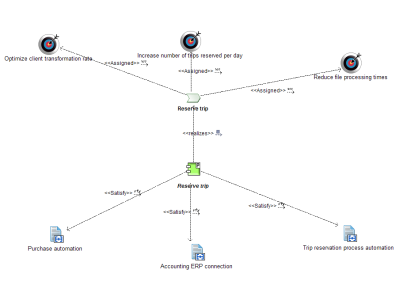 Increase number of trips reserved per day
Optimize client transformation rate
<<Assigned>>
<<Assigned>>
Reduce file processing times
<<Assigned>>
Reserve trip
<<realizes>>
Reserve trip
<<Satisfy>>
<<Satisfy>>
<<Satisfy>>
Purchase automation
Trip reservation process automation
Accounting ERP connection